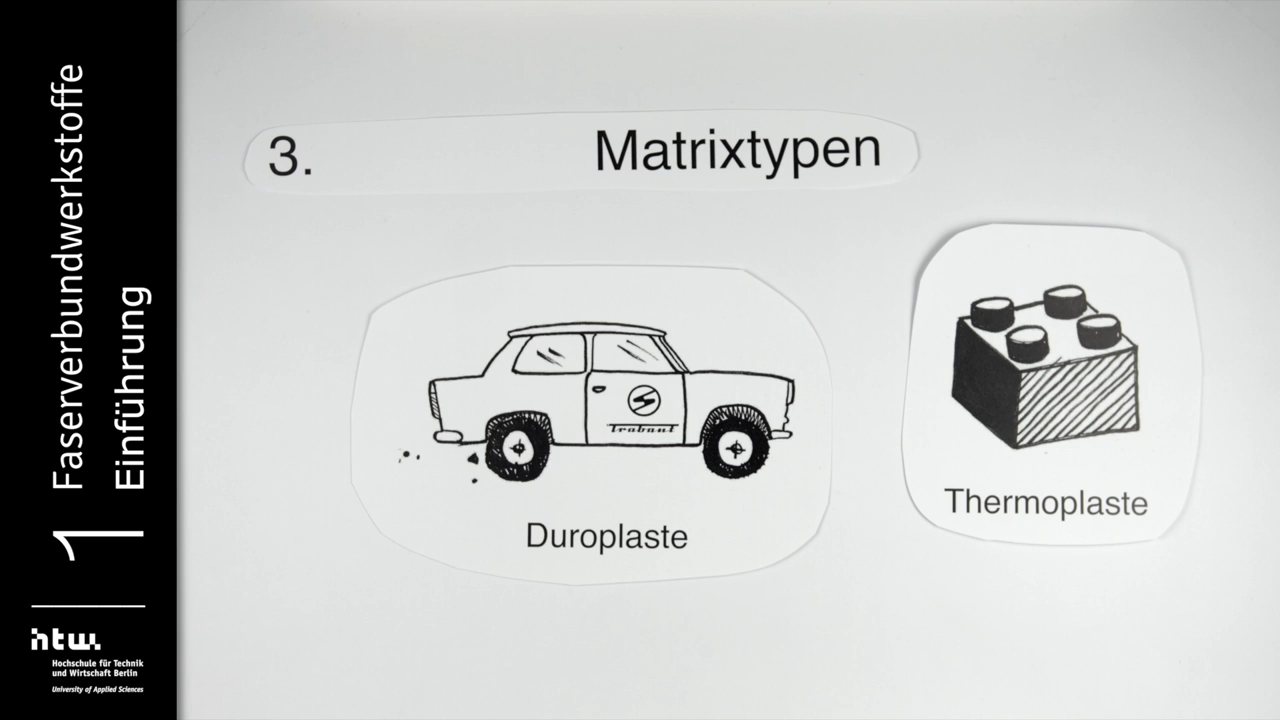 Faserverbundwerkstoffe
1 Einführung
htw.
Hochschule für Technik
und Wirtschaft Berlin
University of Applied Sciences
3. Matrixtypen
Trabant
Duroplaste
Thermoplaste